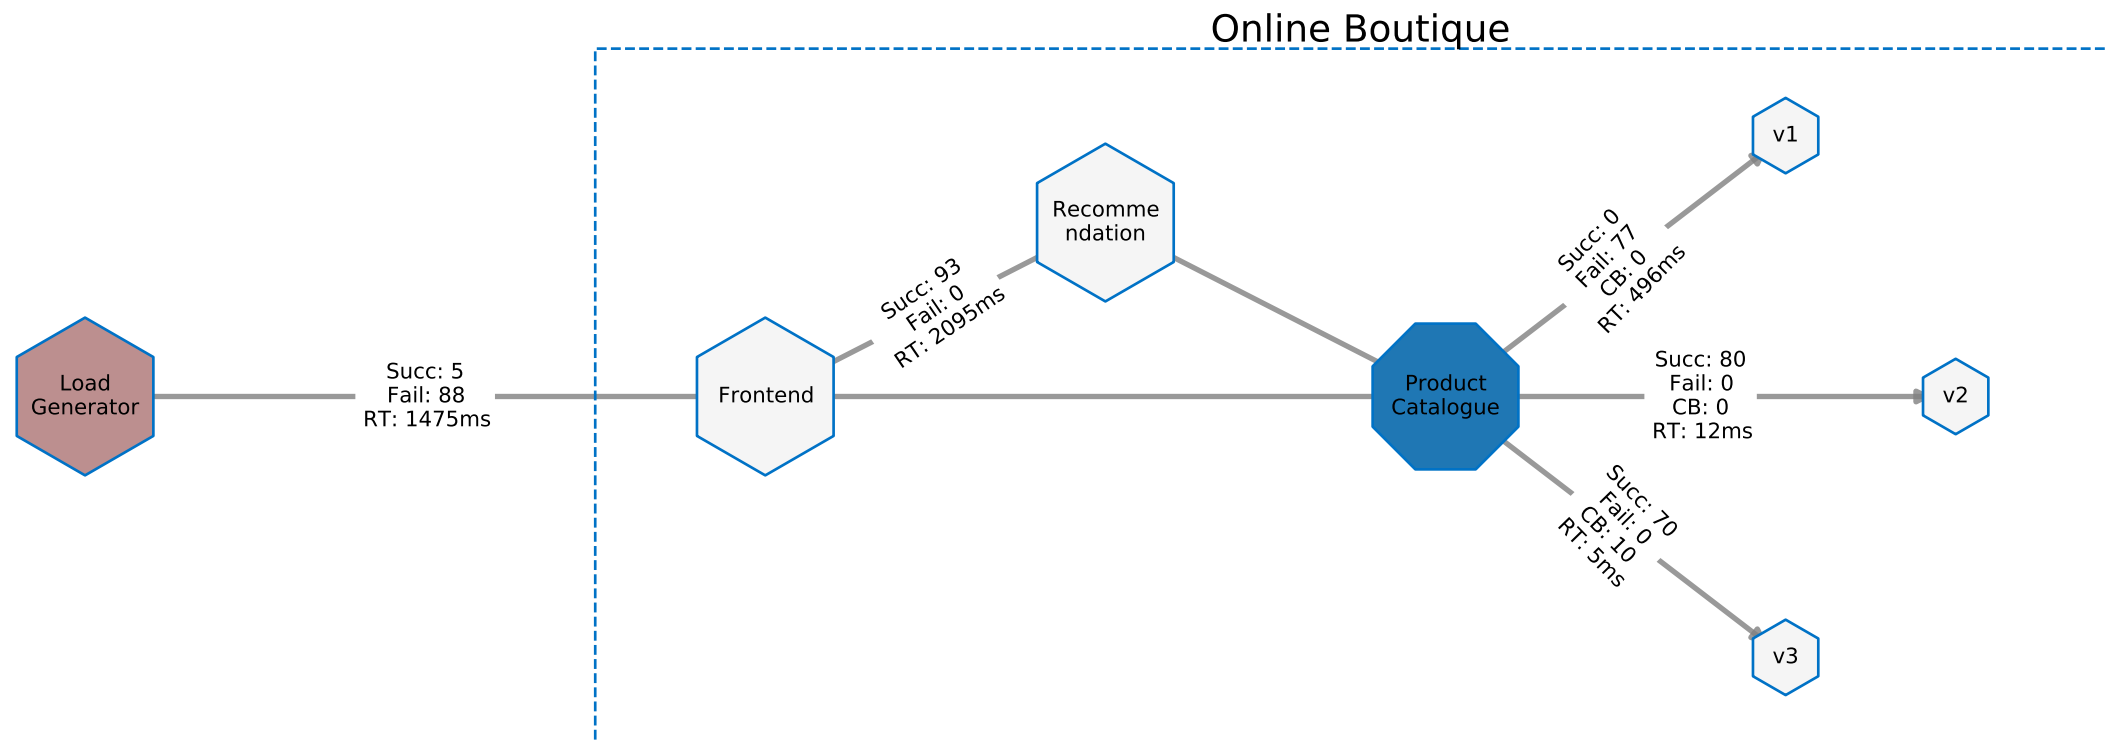 Online Boutique
Load
Generator
Succ: 5
Fail: 88
RT: 1475ms
Frontend
Succ: 93
Fail: 0
RT: 2095ms
Recomme
ndation
Product
Catalogue
Succ: 0
Fail: 77
CB: 0
RT: 496ms
v1
Succ: 80
Fail: 0
CB: 0
RT: 12ms
v2
Succ: 70
Fail: 0
CB: 10
RT: 5ms
v3